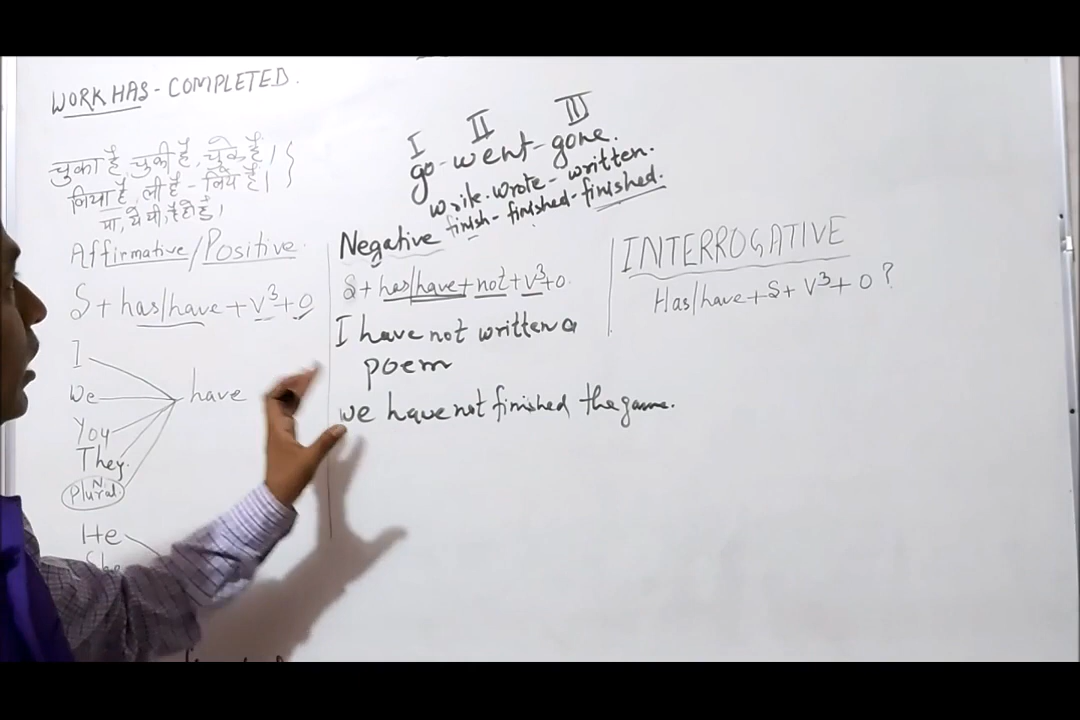 WORK HAS - COMPLETED.
चुका है, चुकी है, चुके है।
लिया है, ली है - लिये है।
या, ये यी, है हो है।
I II III
go - went - gone.
write - wrote - written.
finish - finished - finished.
Affirmative/Positive.
S + has/have + V3 + O
I
We
You
They
N
Plural
have
He
She
Negative
S + has/have + not + V3 + O
I have not written a
poem
we have not finished the game.
INTERROGATIVE
Has/have + S + V3 + O ?